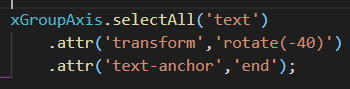 xGroupAxis.selectAll('text')
.attr('transform','rotate(-40)')
.attr('text-anchor','end');